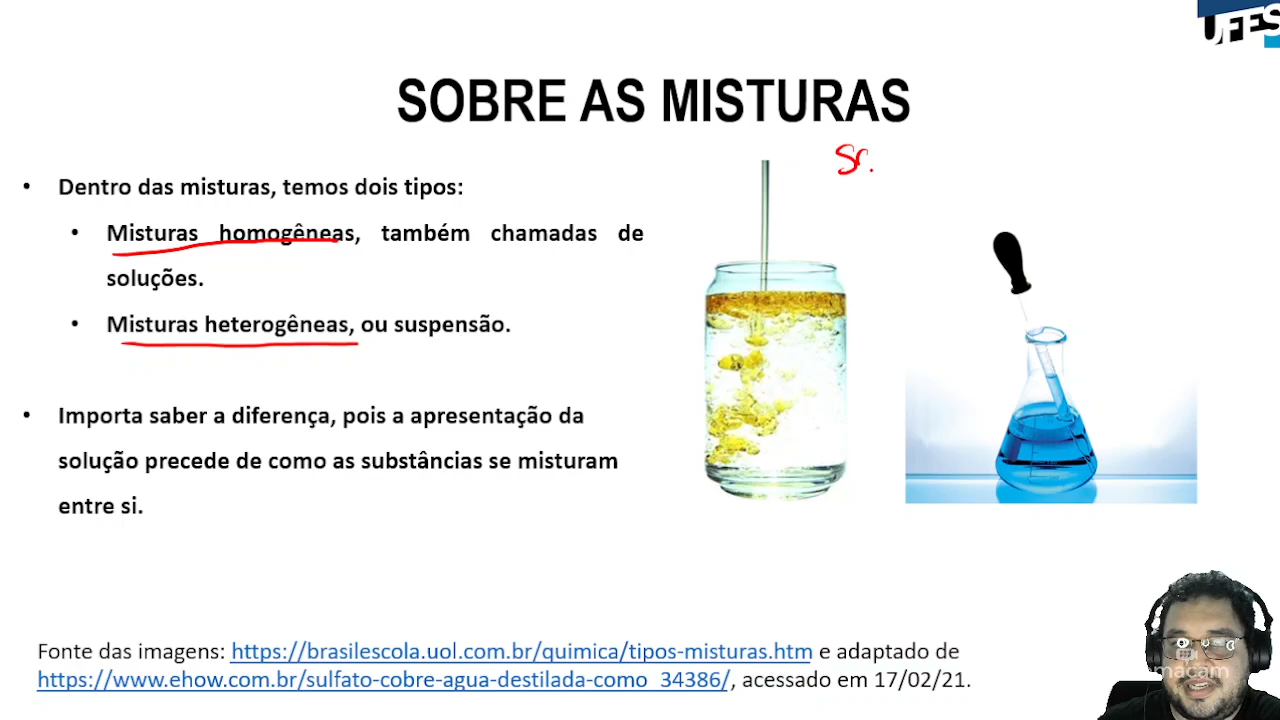 UFES
SOBRE AS MISTURAS
• Dentro das misturas, temos dois tipos:
• Misturas homogêneas, também chamadas de
soluções.
• Misturas heterogêneas, ou suspensão.
• Importa saber a diferença, pois a apresentação da
solução precede de como as substâncias se misturam
entre si.
Fonte das imagens: https://brasilescola.uol.com.br/quimica/tipos-misturas.htm e adaptado de
https://www.ehow.com.br/sulfato-cobre-agua-destilada-como_34386/, acessado em 17/02/21.